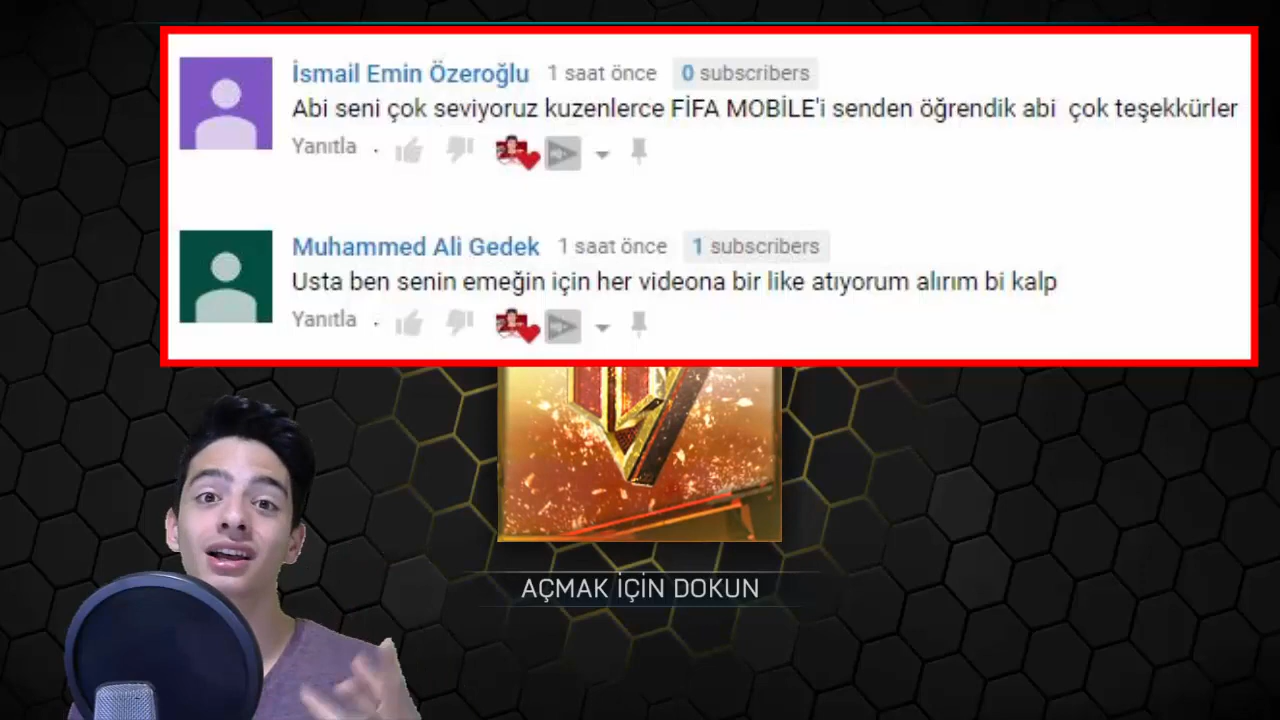 İsmail Emin Özeroğlu 1 saat önce 0 subscribers
Abi seni çok seviyoruz kuzenlerce FİFA MOBİLE'i senden öğrendik abi çok teşekkürler
Yanıtla .
Muhammed Ali Gedek 1 saat önce 1 subscribers
Usta ben senin emeğin için her videona bir like atıyorum alırım bi kalp
Yanıtla .
AÇMAK İÇİN DOKUN